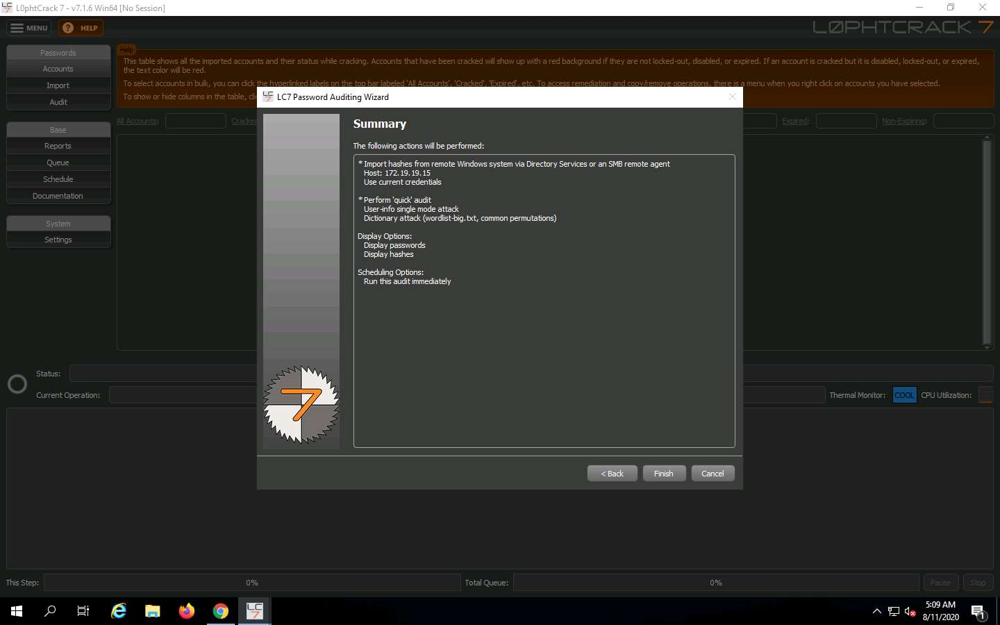 L0phtCrack 7 - v7.1.6 Win64 [No Session]
MENU
HELP
L0PHTCRACK 7
Passwords
Accounts
Import
Audit
Base
Reports
Queue
Schedule
Documentation
System
Settings
Help
This table shows all the imported accounts and their status while cracking. Accounts that have been cracked will show up with a red background if they are not locked-out, disabled, or expired. If an account is cracked but it is disabled, locked-out, or expired,
the text color will be red.
To select accounts in bulk, you can click the hyperlinked labels on the top bar labeled 'All Accounts', 'Cracked', 'Expired', etc. To access remediation and copy/remove operations, there is a menu when you right click on accounts you have selected.
To show or hide columns in the table, cli
All Accounts:
Cracked
Expired:
Non-Expiring:
LC7 Password Auditing Wizard
Summary
The following actions will be performed:
* Import hashes from remote Windows system via Directory Services or an SMB remote agent
Host: 172.19.19.15
Use current credentials
* Perform 'quick' audit
User-info single mode attack
Dictionary attack (wordlist-big.txt, common permutations)
Display Options:
Display passwords
Display hashes
Scheduling Options:
Run this audit immediately
7
< Back
Finish
Cancel
Status:
Current Operation:
Thermal Monitor:
COOL
CPU Utilization:
This Step:
0%
Total Queue:
0%
Pause
Stop
LC
7
5:09 AM
8/11/2020
1